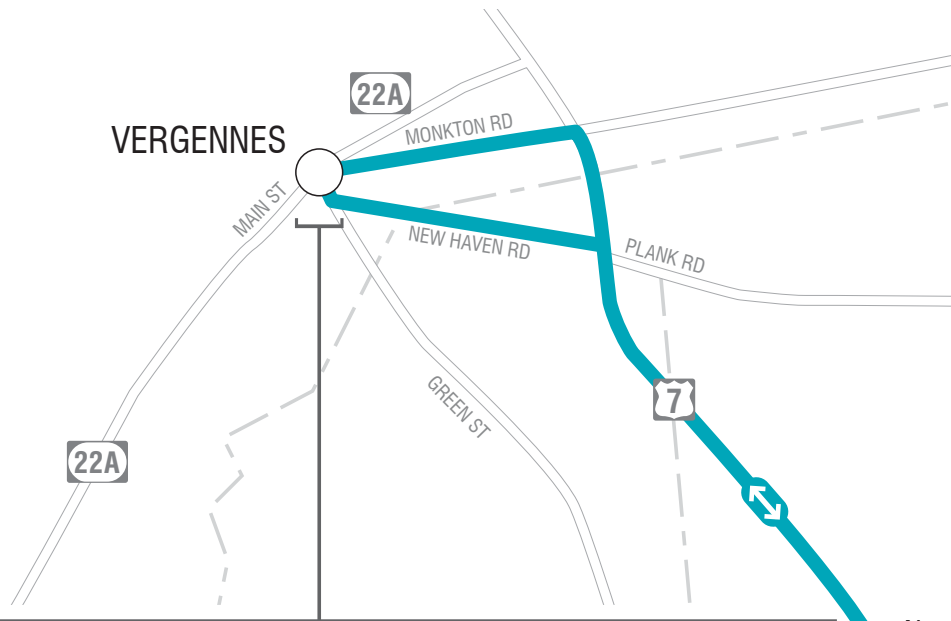 22A
MONKTON RD
VERGENNES
MAIN ST
NEW HAVEN RD
PLANK RD
GREEN ST
7
22A